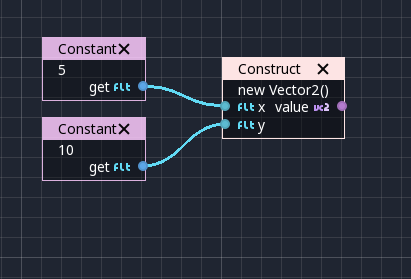 Constant
5
get flt
Constant
10
get flt
Construct
new Vector2()
flt x value vc2
flt y